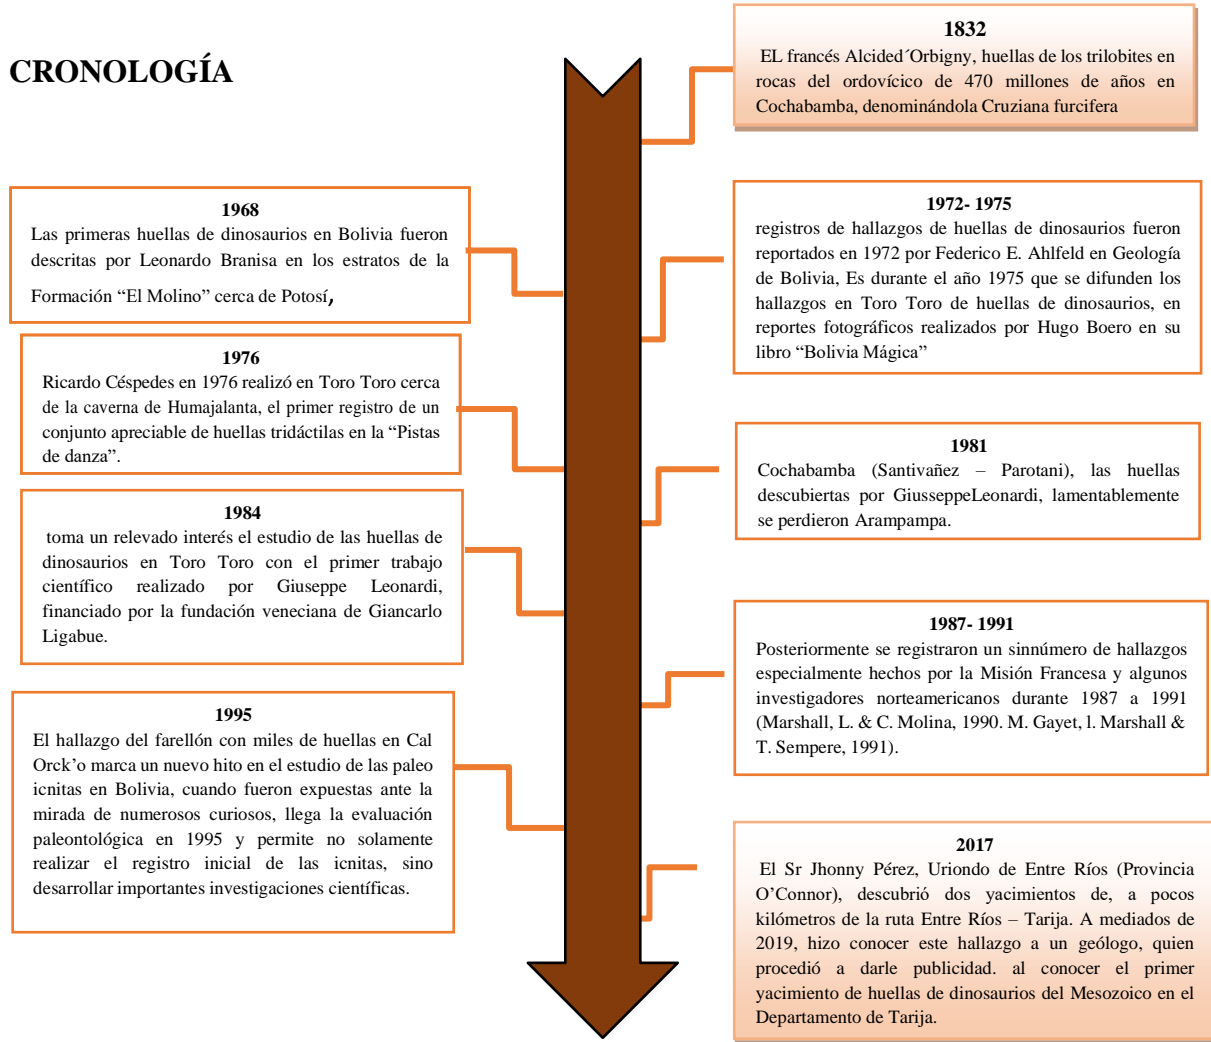 CRONOLOGÍA
1832
EL francés Alcided´Orbigny, huellas de los trilobites en
rocas del ordovícico de 470 millones de años en
Cochabamba, denominándola Cruziana furcifera
1968
Las primeras huellas de dinosaurios en Bolivia fueron
descritas por Leonardo Branisa en los estratos de la
Formación “El Molino” cerca de Potosí,
1972- 1975
registros de hallazgos de huellas de dinosaurios fueron
reportados en 1972 por Federico E. Ahlfeld en Geología
de Bolivia, Es durante el año 1975 que se difunden los
hallazgos en Toro Toro de huellas de dinosaurios, en
reportes fotográficos realizados por Hugo Boero en su
libro “Bolivia Mágica”
1976
Ricardo Céspedes en 1976 realizó en Toro Toro cerca
de la caverna de Humajalanta, el primer registro de un
conjunto apreciable de huellas tridáctilas en la “Pistas
de danza”.
1981
Cochabamba (Santivañez – Parotani), las huellas
descubiertas por GiusseppeLeonardi, lamentablemente
se perdieron Arampampa.
1984
toma un relevado interés el estudio de las huellas de
dinosaurios en Toro Toro con el primer trabajo
científico realizado por Giuseppe Leonardi,
financiado por la fundación veneciana de Giancarlo
Ligabue.
1987- 1991
Posteriormente se registraron un sinnúmero de hallazgos
especialmente hechos por la Misión Francesa y algunos
investigadores norteamericanos durante 1987 a 1991
(Marshall, L. & C. Molina, 1990. M. Gayet, l. Marshall &
T. Sempere, 1991).
1995
El hallazgo del farellón con miles de huellas en Cal
Orck’o marca un nuevo hito en el estudio de las paleo
icnitas en Bolivia, cuando fueron expuestas ante la
mirada de numerosos curiosos, llega la evaluación
paleontológica en 1995 y permite no solamente
realizar el registro inicial de las icnitas, sino
desarrollar importantes investigaciones científicas.
2017
El Sr Jhonny Pérez, Uriondo de Entre Ríos (Provincia
O’Connor), descubrió dos yacimientos de, a pocos
kilómetros de la ruta Entre Ríos – Tarija. A mediados de
2019, hizo conocer este hallazgo a un geólogo, quien
procedió a darle publicidad. al conocer el primer
yacimiento de huellas de dinosaurios del Mesozoico en el
Departamento de Tarija.